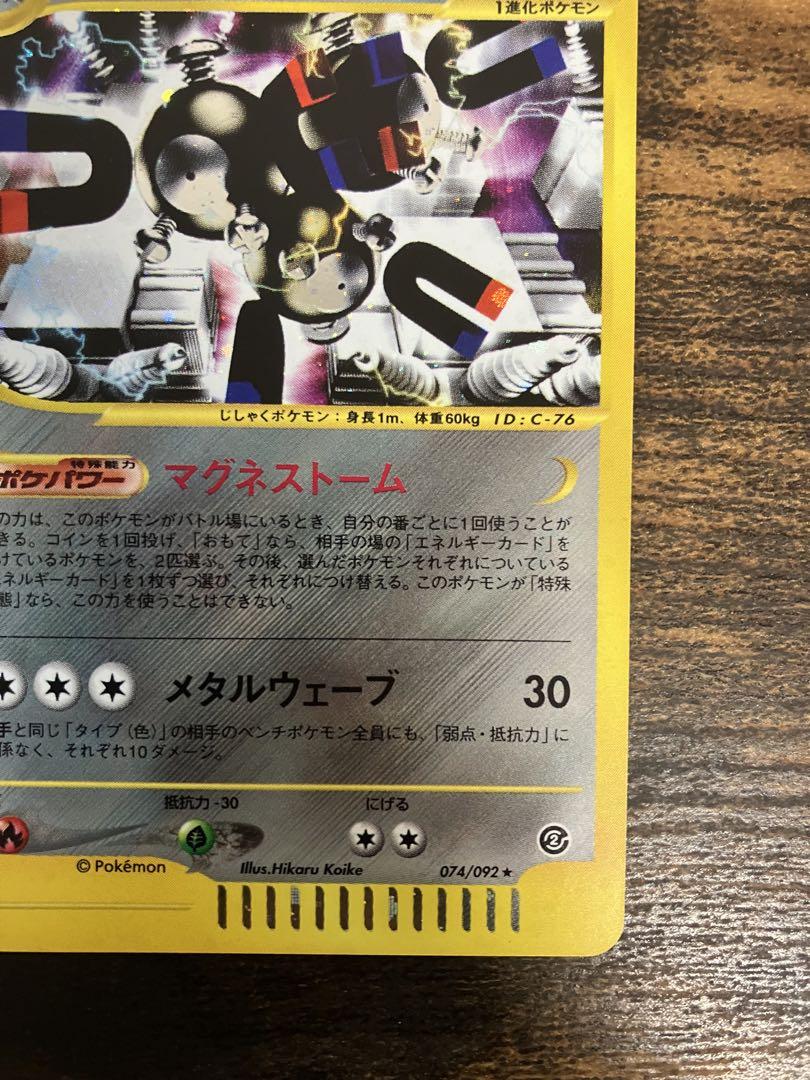 1進化ポケモン
じしゃくポケモン：身長1m、体重60kg ID：C-76
特殊能力
ポケパワー マグネストーム
の力は、このポケモンがバトル場にいるとき、自分の番ごとに1回使うことが
きる。コインを1回投げ、「おもて」なら、相手の場の「エネルギーカード」を
けているポケモンを、2匹選ぶ。その後、選んだポケモンそれぞれについている
ネルギーカード」を1枚ずつ選び、それぞれにつけ替える。このポケモンが「特殊
態」なら、この力を使うことはできない。
メタルウェーブ 30
手と同じ「タイプ（色）」の相手のベンチポケモン全員にも、「弱点・抵抗力」に
係なく、それぞれ10ダメージ。
抵抗力 -30 にげる
2
© Pokémon Illus.Hikaru Koike 074/092★